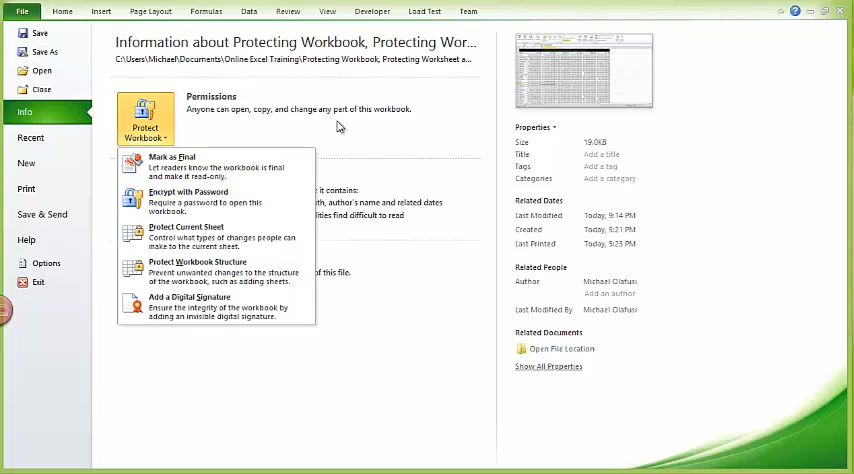 File Home Insert Page Layout Formulas Data Review View Developer Load Test Team
Save
Save As
Open
Close
Info
Recent
New
Print
Save & Send
Help
Options
Exit
Information about Protecting Workbook, Protecting Wor...
C:\Users\Michael\Documents\Online Excel Training\Protecting Workbook, Protecting Worksheet a...
Protect
Workbook
Permissions
Anyone can open, copy, and change any part of this workbook.
Mark as Final
Let readers know the workbook is final
and make it read-only.
Encrypt with Password
Require a password to open this
workbook.
Protect Current Sheet
Control what types of changes people can
make to the current sheet.
Protect Workbook Structure
Prevent unwanted changes to the structure
of the workbook, such as adding sheets.
Add a Digital Signature
Ensure the integrity of the workbook by
adding an invisible digital signature.
it contains:
th, author's name and related dates
lities find difficult to read
of this file.
Properties
Size 19.0KB
Title Add a title
Tags Add a tag
Categories Add a category
Related Dates
Last Modified Today, 9:14 PM
Created Today, 5:21 PM
Last Printed Today, 5:23 PM
Related People
Author Michael Olafusi
Add an author
Last Modified By Michael Olafusi
Related Documents
Open File Location
Show All Properties